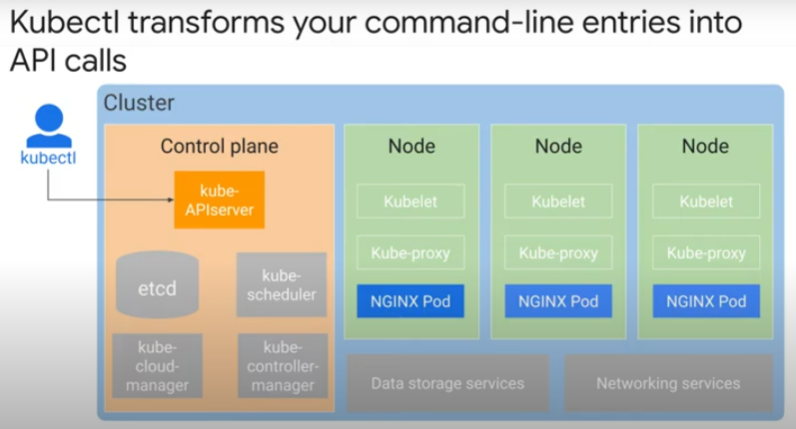 Kubectl transforms your command-line entries into
API calls
Cluster
kubectl
Control plane
kube-
APIserver
etcd
kube-
scheduler
kube-
cloud-
manager
kube-
controller-
manager
Node
Kubelet
Kube-proxy
NGINX Pod
Node
Kubelet
Kube-proxy
NGINX Pod
Node
Kubelet
Kube-proxy
NGINX Pod
Data storage services
Networking services